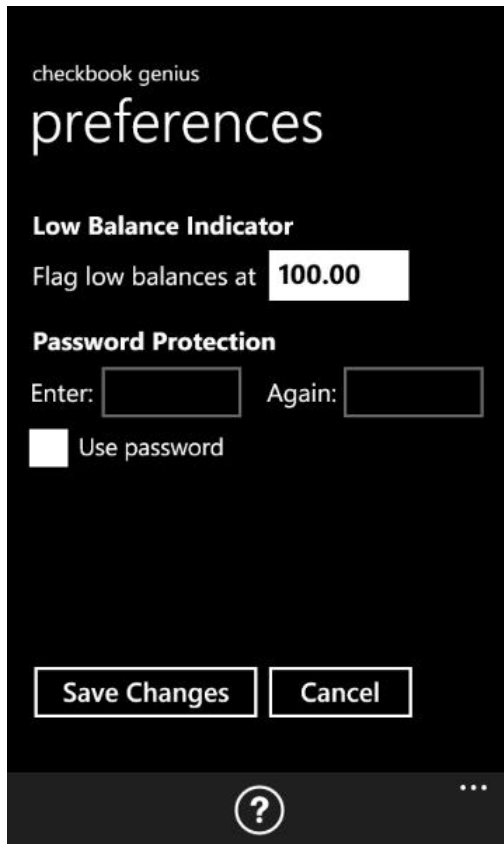 checkbook genius
preferences
Low Balance Indicator
Flag low balances at 100.00
Password Protection
Enter: Again:
Use password
Save Changes Cancel
...
?